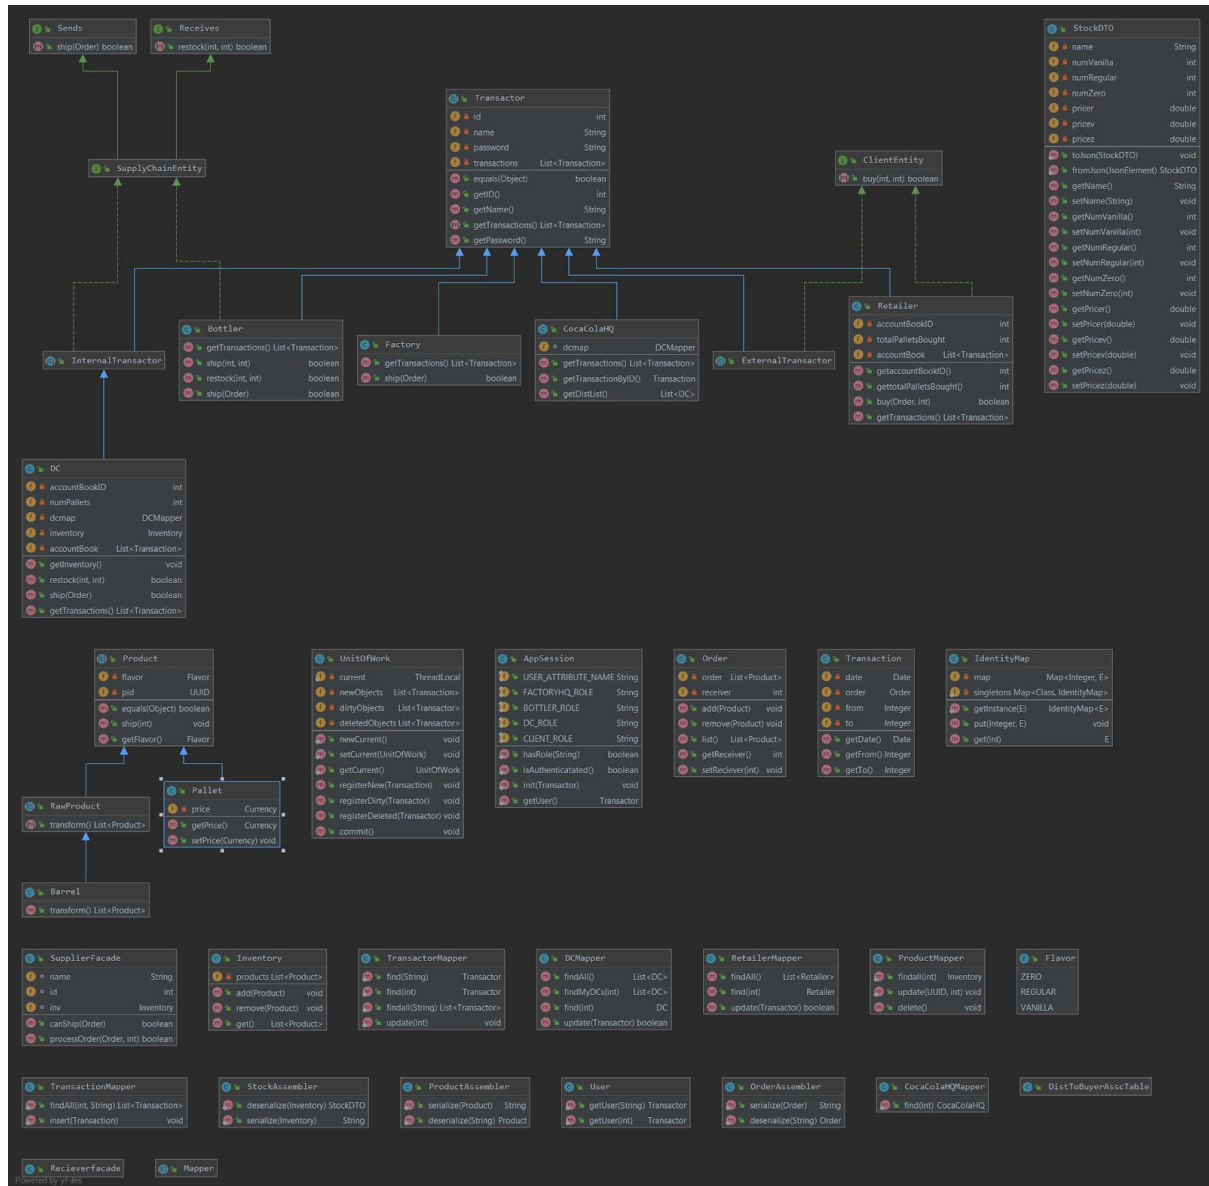 Sends
ship(Order) boolean
Receives
restock(int, int) boolean
SupplyChainEntity
Transactor
id int
name String
password String
transactions List<Transaction>
equals(Object) boolean
getID() int
getName() String
getTransactions() List<Transaction>
getPassword() String
ClientEntity
buy(int, int) boolean
StockDTO
name String
numVanilla int
numRegular int
numZero int
pricer double
pricev double
pricez double
toJson(StockDTO) void
fromJson(JsonElement) StockDTO
getName() String
setName(String) void
getNumVanilla() int
setNumVanilla(int) void
getNumRegular() int
setNumRegular(int) void
getNumZero() int
setNumZero(int) void
getPricer() double
setPricer(double) void
getPricev() double
setPricev(double) void
getPricez() double
setPricez(double) void
InternalTransactor
Bottler
getTransactions() List<Transaction>
ship(int, int) boolean
restock(int, int) boolean
ship(Order) boolean
Factory
getTransactions() List<Transaction>
ship(Order) boolean
CocaColaHQ
dcmap DCMapper
getTransactions() List<Transaction>
getTransactionByID() Transaction
getDistList() List<DC>
ExternalTransactor
Retailer
accountBookID int
totalPalletsBought int
accountBook List<Transaction>
getaccountBookID() int
gettotalPalletsBought() int
buy(Order, int) boolean
getTransactions() List<Transaction>
DC
accountBookID int
numPallets int
dcmap DCMapper
inventory Inventory
accountBook List<Transaction>
getInventory() void
restock(int, int) boolean
ship(Order) boolean
getTransactions() List<Transaction>
Product
flavor Flavor
pid UUID
equals(Object) boolean
ship(int) void
getFlavor() Flavor
RawProduct
transform() List<Product>
Pallet
price Currency
getPrice() Currency
setPrice(Currency) void
Barrel
transform() List<Product>
UnitOfWork
current ThreadLocal
newObjects List<Transaction>
dirtyObjects List<Transactor>
deletedObjects List<Transactor>
newCurrent() void
setCurrent(UnitOfWork) void
getCurrent() UnitOfWork
registerNew(Transaction) void
registerDirty(Transactor) void
registerDeleted(Transactor) void
commit() void
AppSession
USER_ATTRIBUTE_NAME String
FACTORYHQ_ROLE String
BOTTLER_ROLE String
DC_ROLE String
CLIENT_ROLE String
hasRole(String) boolean
isAuthenticatated() boolean
init(Transactor) void
getUser() Transactor
Order
order List<Product>
receiver int
add(Product) void
remove(Product) void
list() List<Product>
getReceiver() int
setReciever(int) void
Transaction
date Date
order Order
from Integer
to Integer
getDate() Date
getFrom() Integer
getTo() Integer
IdentityMap
map Map<Integer, E>
singletons Map<Class, IdentityMap>
getInstance(E) IdentityMap<E>
put(Integer, E) void
get(int) E
SupplierFacade
name String
id int
inv Inventory
canShip(Order) boolean
processOrder(Order, int) boolean
Inventory
products List<Product>
add(Product) void
remove(Product) void
get() List<Product>
TransactorMapper
find(String) Transactor
find(int) Transactor
findall(String) List<Transactor>
update(int) void
DCMapper
findAll() List<DC>
findMyDCs(int) List<DC>
find(int) DC
update(Transactor) boolean
RetailerMapper
findAll() List<Retailer>
find(int) Retailer
update(Transactor) boolean
ProductMapper
findall(int) Inventory
update(UUID, int) void
delete() void
Flavor
ZERO
REGULAR
VANILLA
TransactionMapper
findAll(int, String) List<Transaction>
insert(Transaction) void
StockAssembler
deserialize(Inventory) StockDTO
serialize(Inventory) String
ProductAssembler
serialize(Product) String
deserialize(String) Product
User
getUser(String) Transactor
getUser(int) Transactor
OrderAssembler
serialize(Order) String
deserialize(String) Order
CocaColaHQMapper
find(int) CocaColaHQ
DistToBuyerAsscTable
Recieverfacade
Mapper
Powered by yFiles